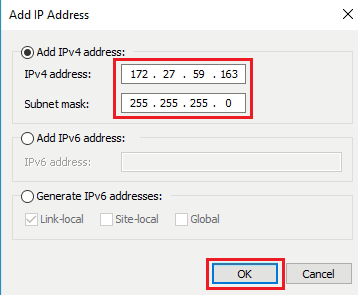 Add IP Address
Add IPv4 address:
IPv4 address: 172 . 27 . 59 . 163
Subnet mask: 255 . 255 . 255 . 0
Add IPv6 address:
IPv6 address:
Generate IPv6 addresses:
Link-local Site-local Global
OK Cancel